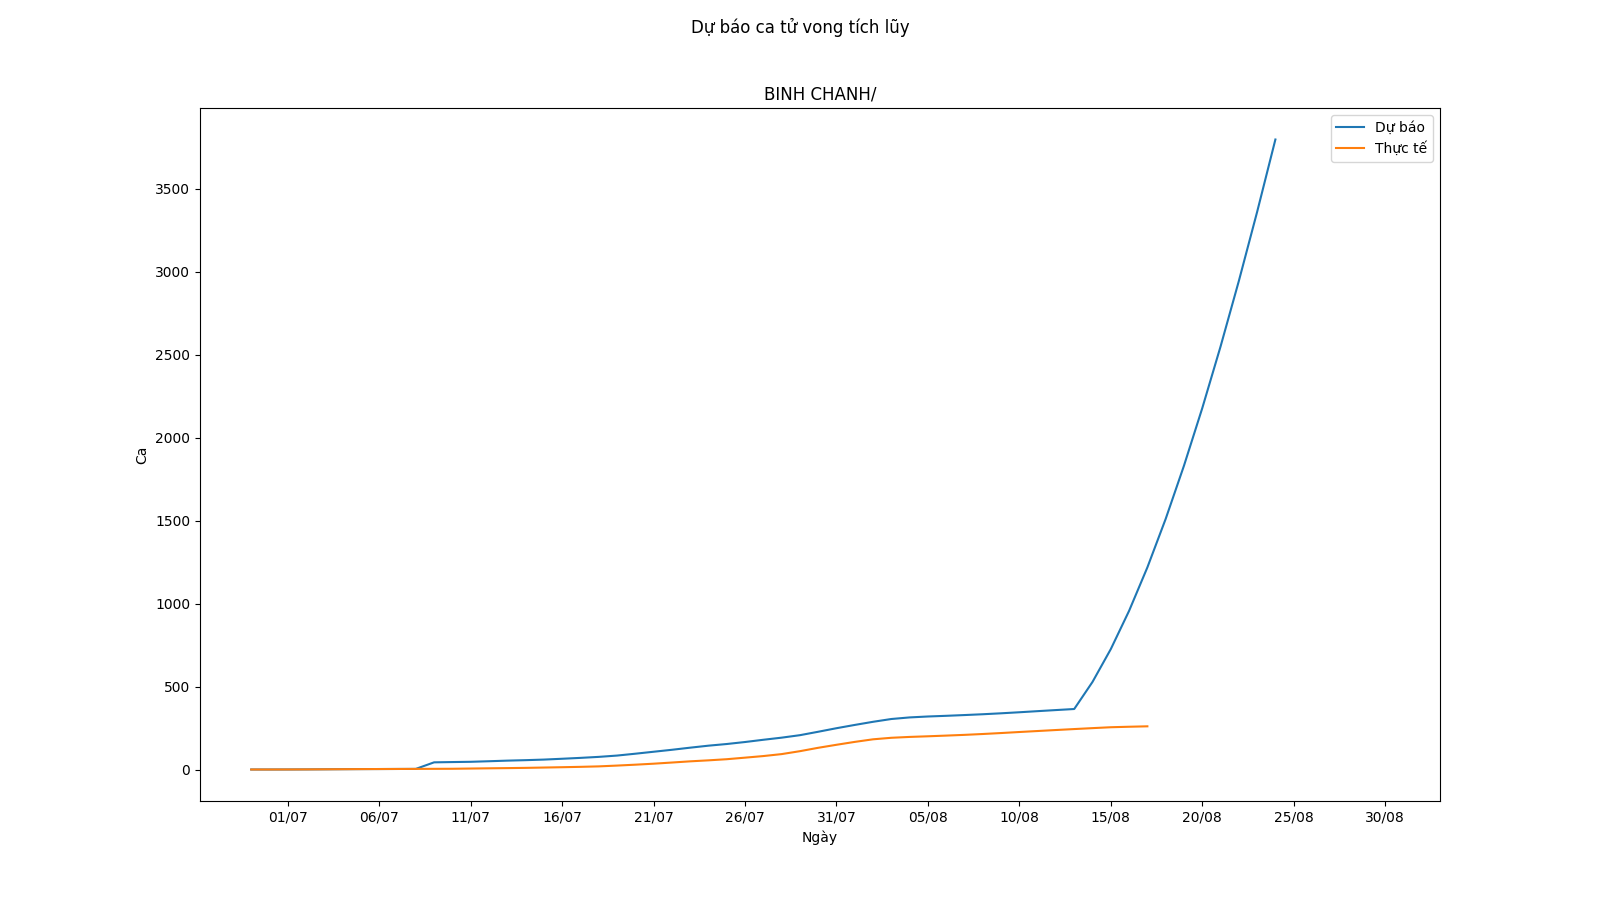 Dự báo ca tử vong tích lũy
BINH CHANH/
Dự báo
Thực tế
3500
3000
2500
2000
1500
1000
500
0
Ca
01/07 06/07 11/07 16/07 21/07 26/07 31/07 05/08 10/08 15/08 20/08 25/08 30/08
Ngày